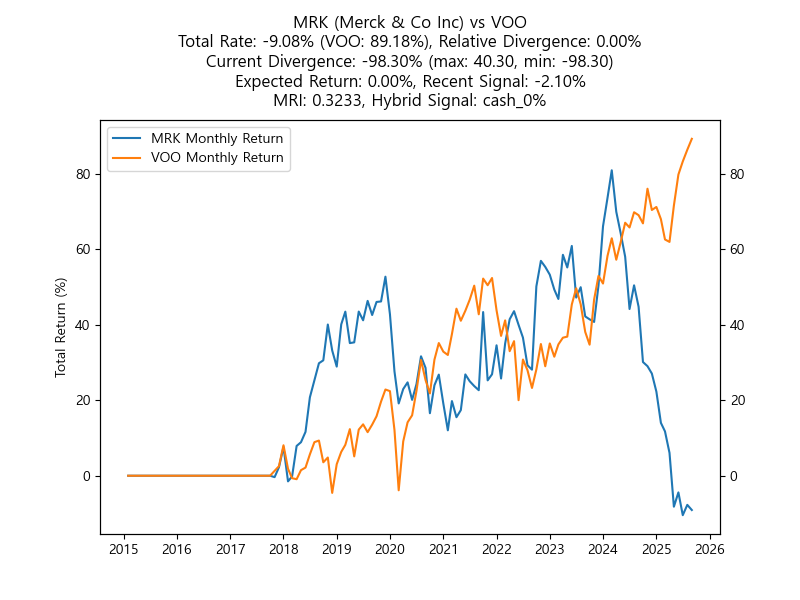 MRK (Merck & Co Inc) vs VOO
Total Rate: -9.08% (VOO: 89.18%), Relative Divergence: 0.00%
Current Divergence: -98.30% (max: 40.30, min: -98.30)
Expected Return: 0.00%, Recent Signal: -2.10%
MRI: 0.3233, Hybrid Signal: cash_0%
MRK Monthly Return
VOO Monthly Return
Total Return (%)
80
60
40
20
0
80
60
40
20
0
2015 2016 2017 2018 2019 2020 2021 2022 2023 2024 2025 2026